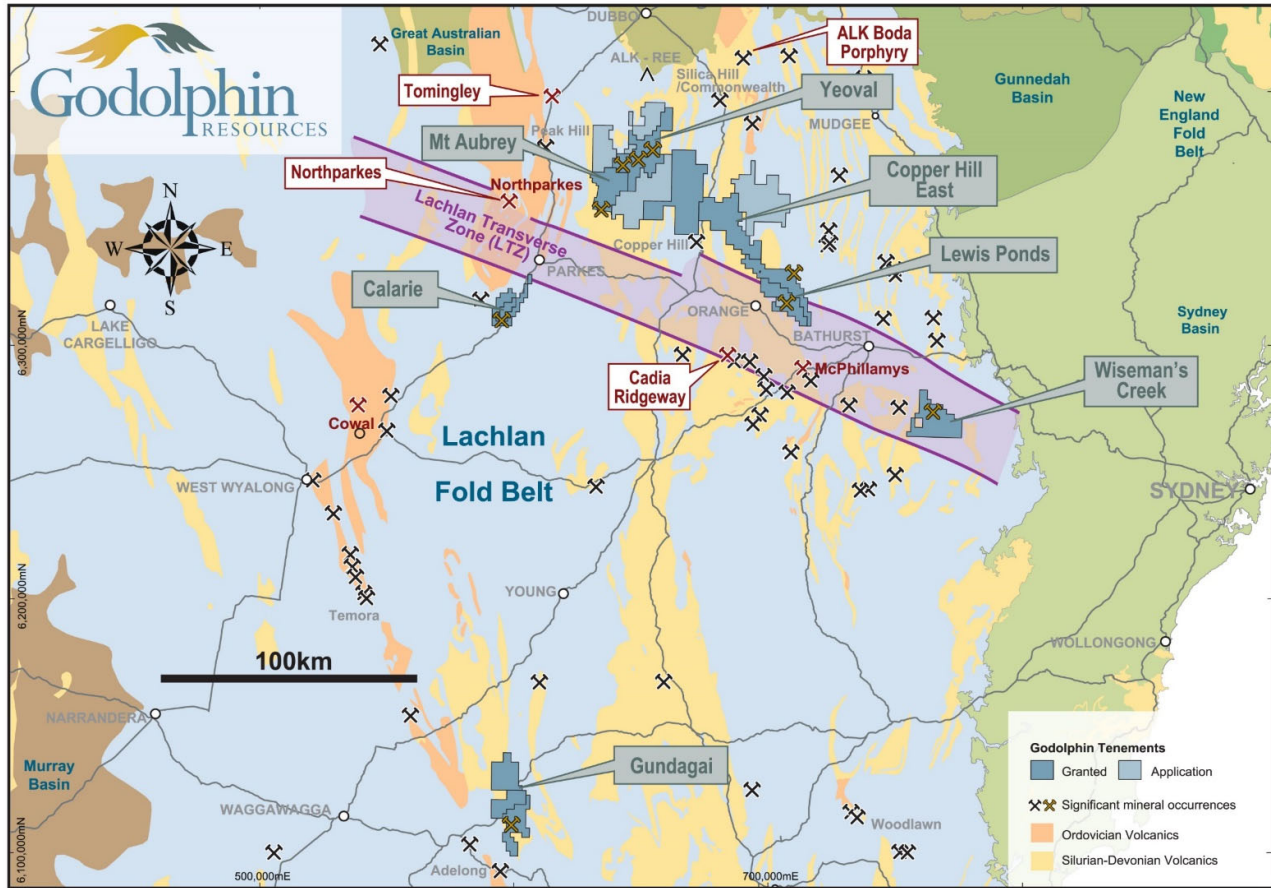 Godolphin
RESOURCES
Great Australian
Basin
DUBBO
ALK - REE
Silica Hill
/Commonwealth
ALK Boda
Porphyry
Yeoval
Tomingley
Peak Hill
Mt Aubrey
MUDGEE
Gunnedah
Basin
New
England
Fold
Belt
Northparkes
Northparkes
Copper Hill
East
Lachlan Transverse
Zone (LTZ)
N
W
E
S
Copper Hill
PARKES
Lewis Ponds
Calarie
LAKE
CARGELLIGO
ORANGE
BATHURST
Sydney
Basin
6,300,000mN
Cadia
Ridgeway
McPhillamys
Wiseman's
Creek
Cowal
Lachlan
Fold Belt
WEST WYALONG
SYDNEY
6,200,000mN
Temora
YOUNG
WOLLONGONG
100km
NARRANDERA
Murray
Basin
Gundagai
WAGGAWAGGA
Woodlawn
Adelong
6,100,000mN
500,000mE
700,000mE
Godolphin Tenements
Granted
Application
Significant mineral occurrences
Ordovician Volcanics
Silurian-Devonian Volcanics